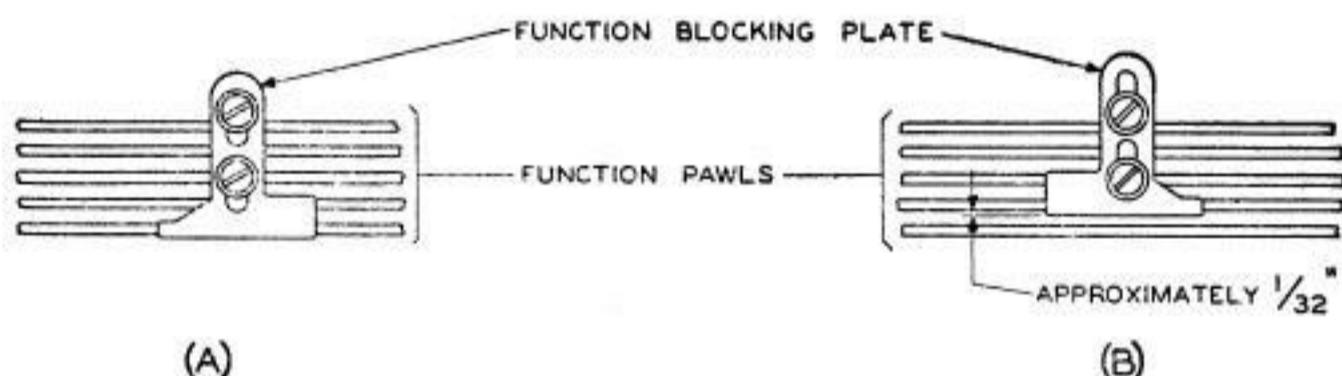 FUNCTION BLOCKING PLATE
FUNCTION PAWLS
APPROXIMATELY 1/32"
(A)
(B)